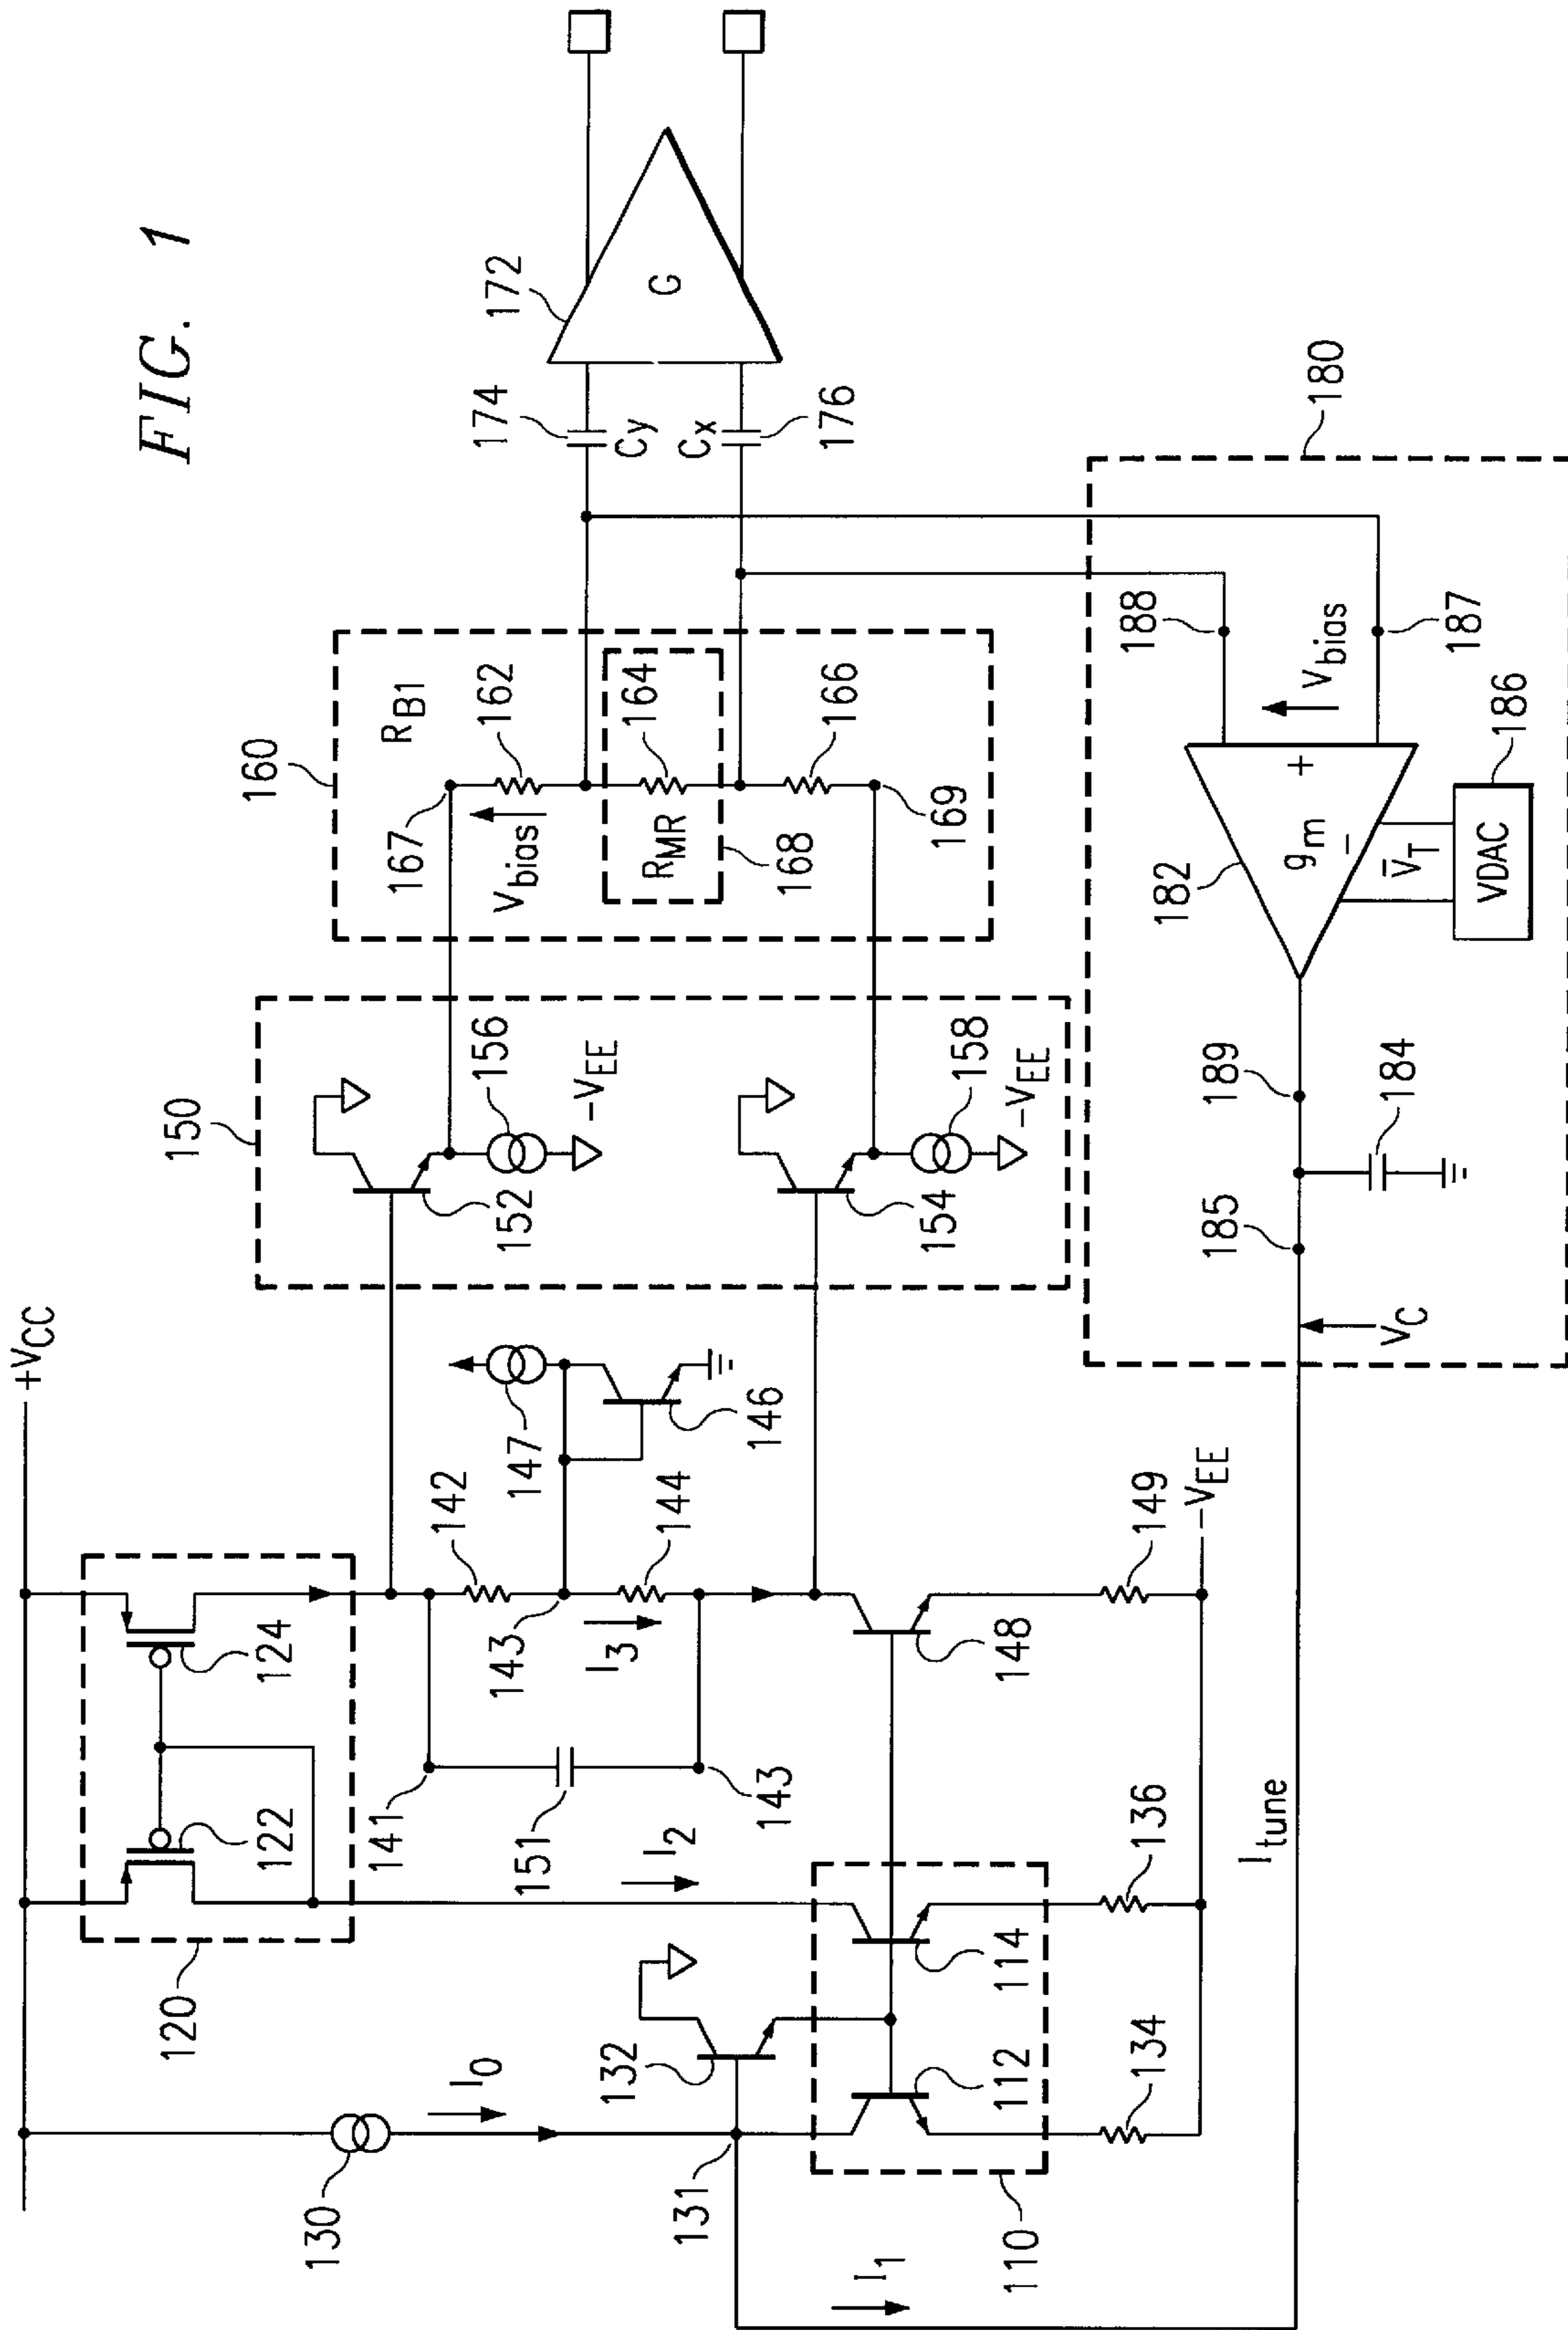 FIG. 1
+VCC
120
122
124
130
I0
131
132
I1
110
112
114
134
136
I2
141
151
143
142
143
I3
144
147
146
148
149
-VEE
150
152
156
-VEE
154
158
-VEE
160
RB1
167
162
Vbias
164
RMR
168
166
169
174
Cy
Cx
176
172
G
180
188
Vbias
187
182
+
gm
-
V̅T
VDAC
186
189
184
185
VC
Itune